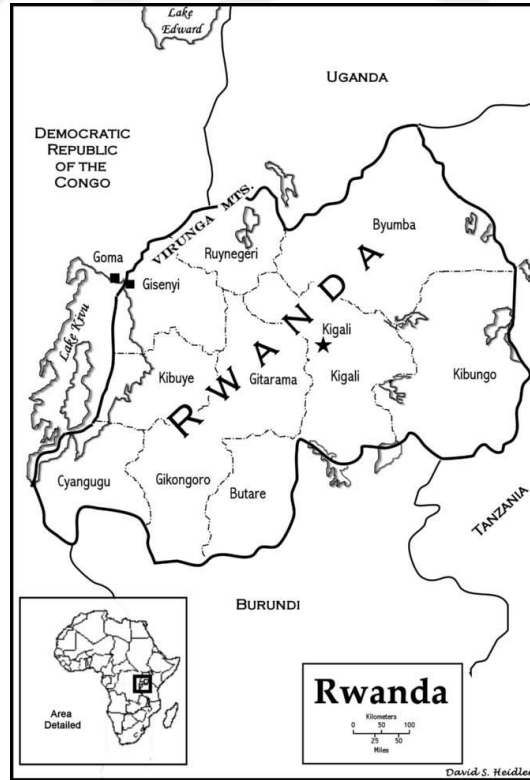 Lake
Edward
UGANDA
DEMOCRATIC
REPUBLIC
OF THE
CONGO
VIRUNGA MTS.
Byumba
Ruynegeri
Goma
Gisenyi
Lake Kivu
RWANDA
Kigali
Kibuye
Gitarama
Kigali
Kibungo
Cyangugu
Gikongoro
Butare
TANZANIA
BURUNDI
Area
Detailed
Rwanda
Kilometers
0 50 100
25 50
Miles
David S. Heidler